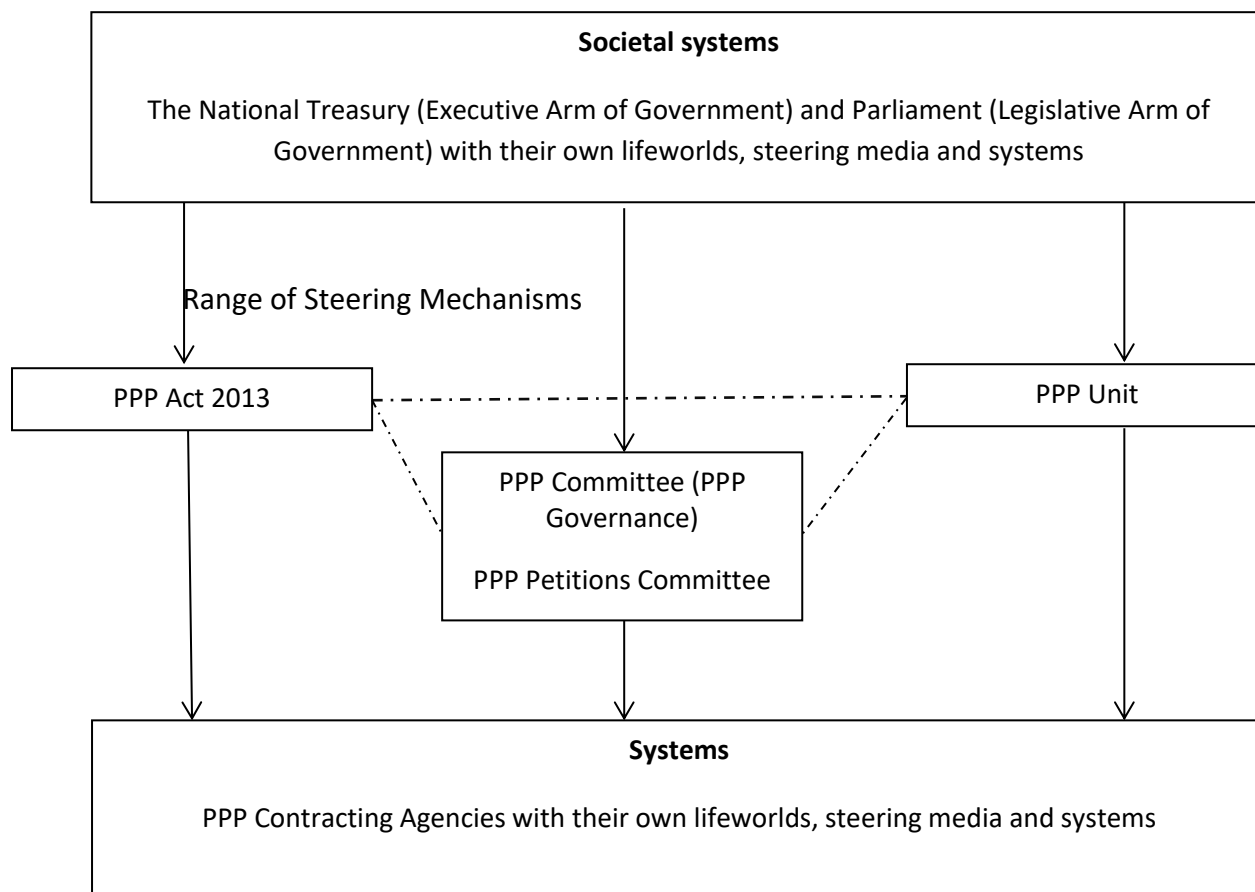 Societal systems
The National Treasury (Executive Arm of Government) and Parliament (Legislative Arm of
Government) with their own lifeworlds, steering media and systems
Range of Steering Mechanisms
PPP Act 2013
PPP Unit
PPP Committee (PPP
Governance)
PPP Petitions Committee
Systems
PPP Contracting Agencies with their own lifeworlds, steering media and systems